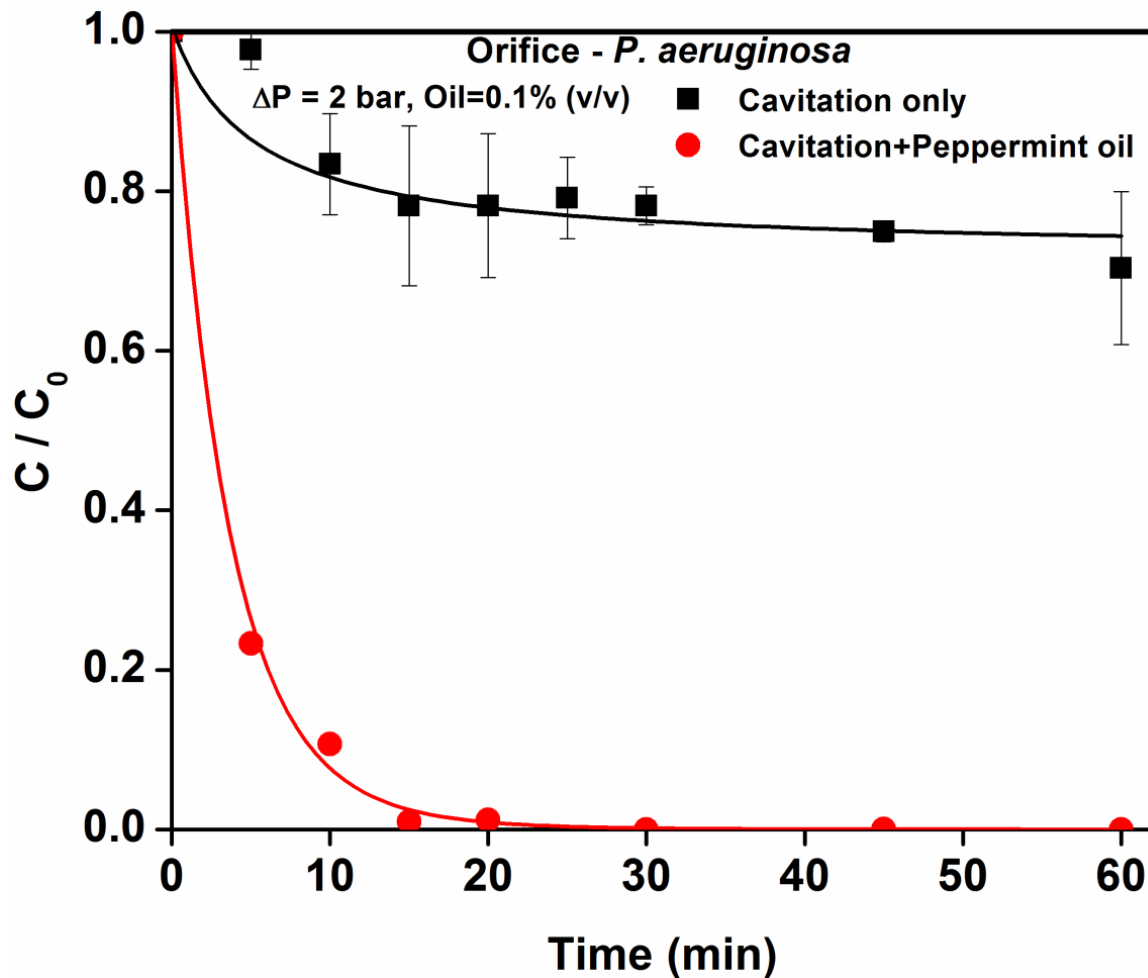 Orifice - P. aeruginosa
ΔP = 2 bar, Oil=0.1% (v/v)
Cavitation only
Cavitation+Peppermint oil
1.0
0.8
0.6
0.4
0.2
0.0
C / C₀
0 10 20 30 40 50 60
Time (min)